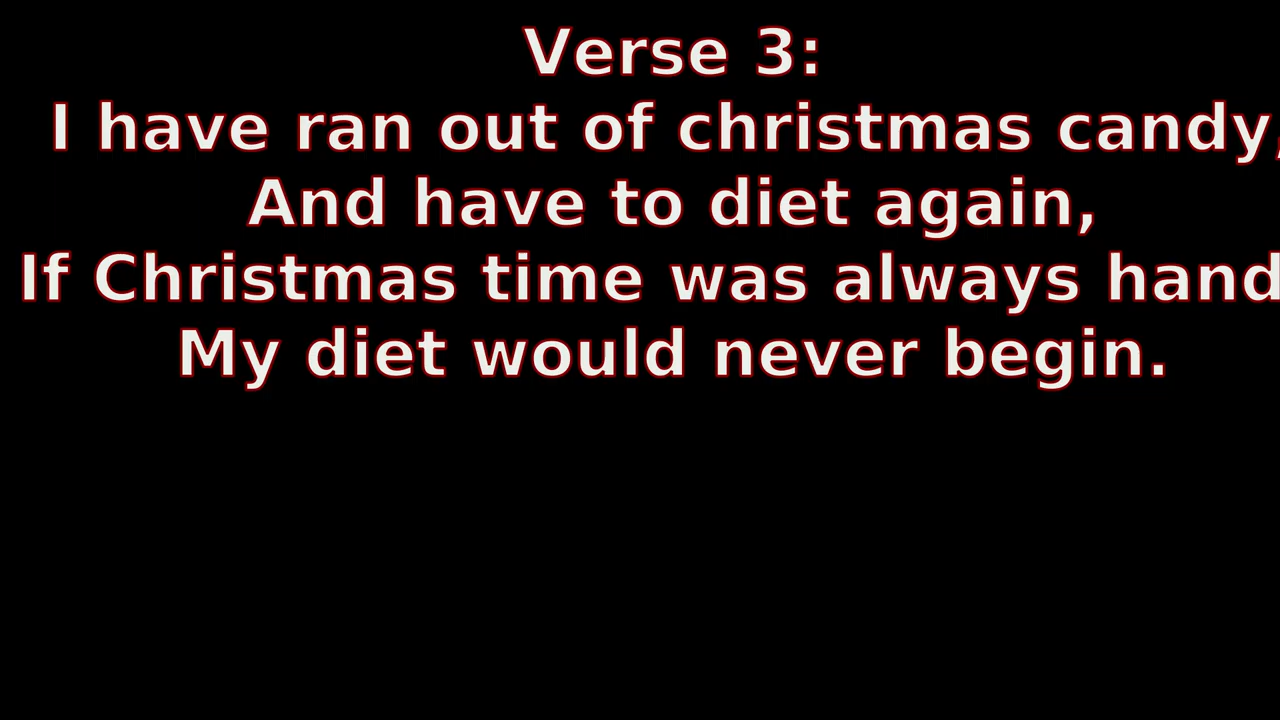 Verse 3:
I have ran out of christmas candy,
And have to diet again,
If Christmas time was always hand
My diet would never begin.